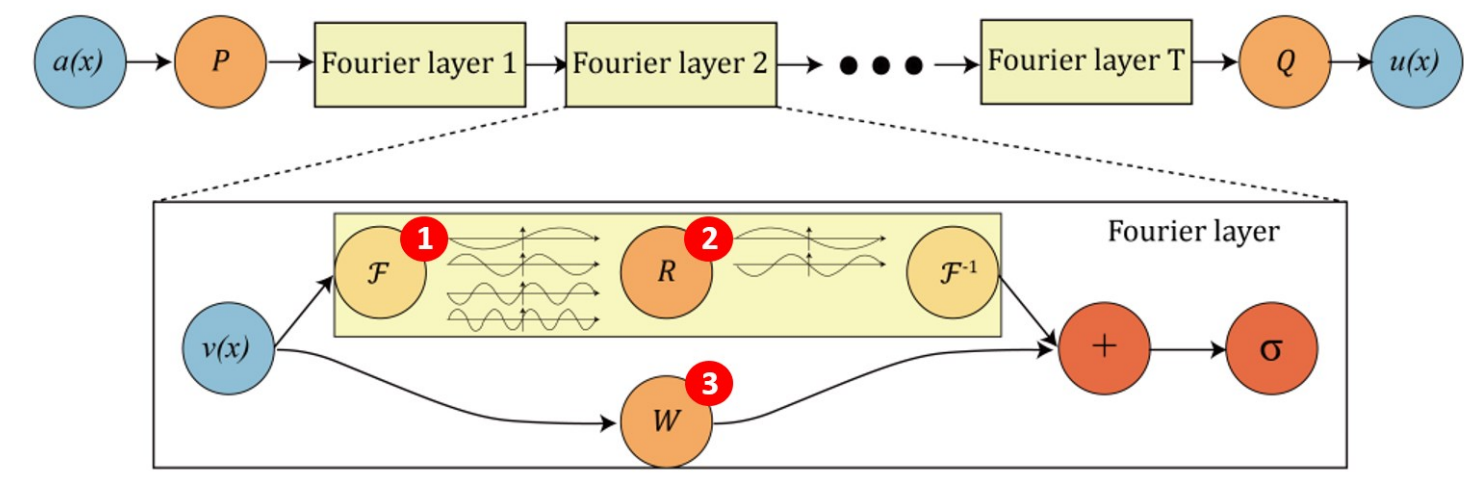 a(x) P Fourier layer 1 Fourier layer 2 ● ● ● Fourier layer T Q u(x)
Fourier layer
1 2
ℱ R ℱ⁻¹
v(x) + σ
3
W